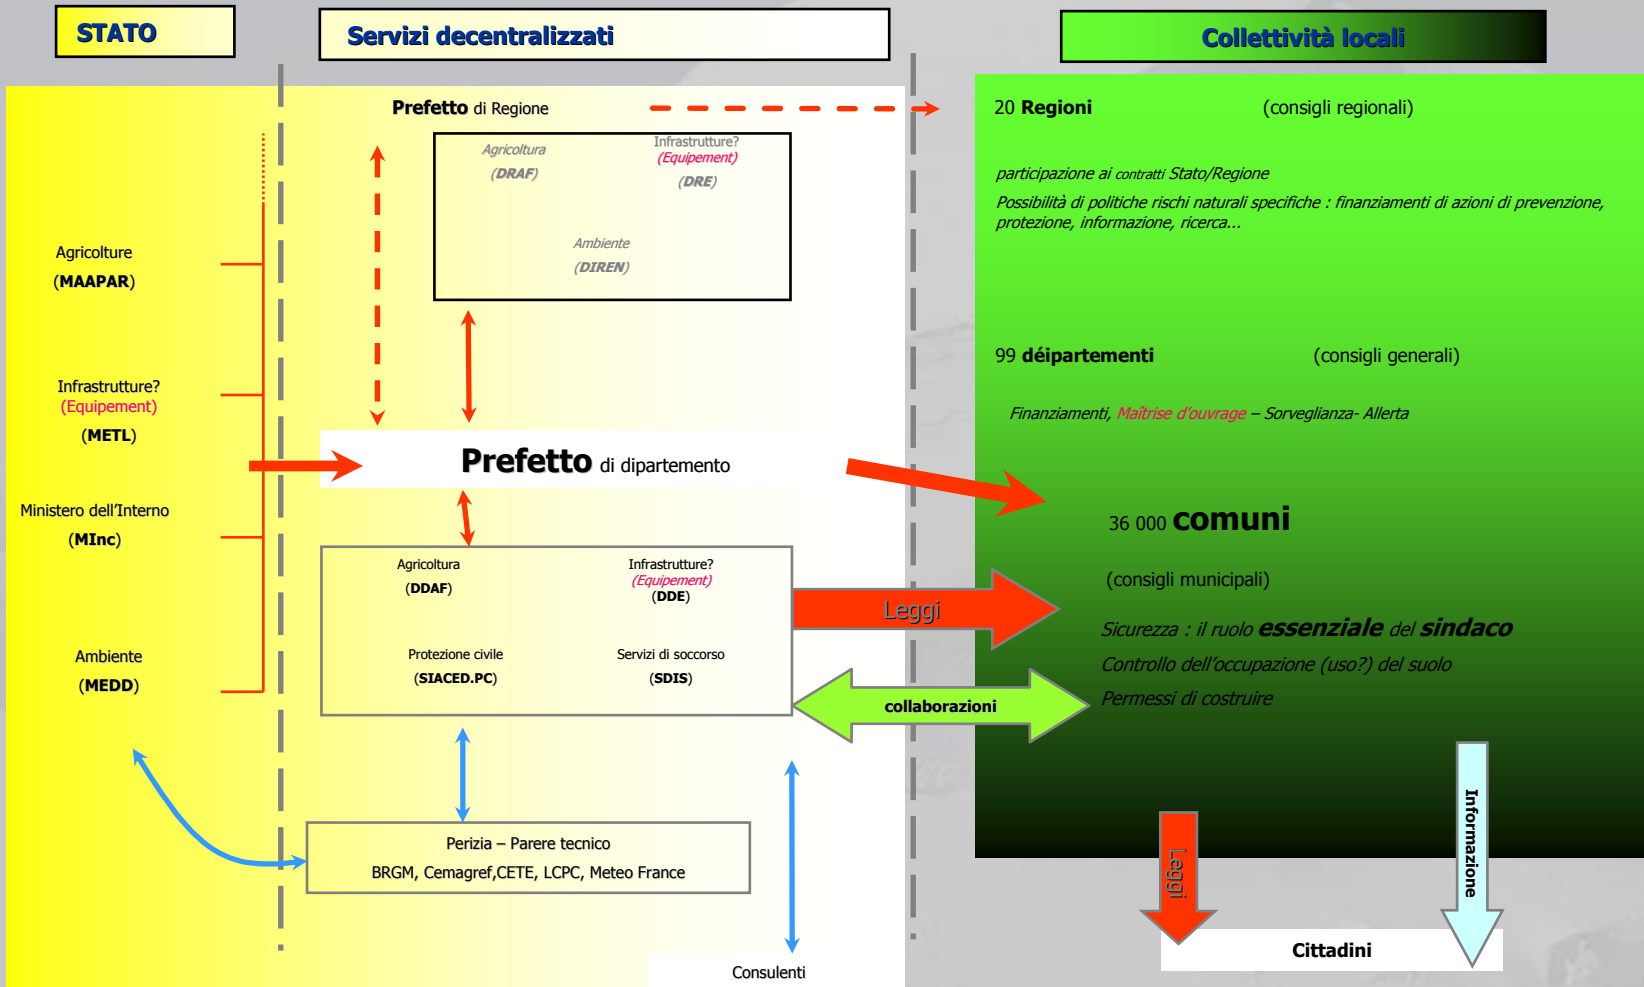 STATO
Servizi decentralizzati
Collettività locali
Prefetto di Regione
Agricoltura
(DRAF)
Infrastrutture?
(Equipement)
(DRE)
Ambiente
(DIREN)
Agricolture
(MAAPAR)
Infrastrutture?
(Equipement)
(METL)
Ministero dell'Interno
(MInc)
Ambiente
(MEDD)
Prefetto di dipartemento
Agricoltura
(DDAF)
Infrastrutture?
(Equipement)
(DDE)
Protezione civile
(SIACED.PC)
Servizi di soccorso
(SDIS)
Perizia – Parere tecnico
BRGM, Cemagref,CETE, LCPC, Meteo France
Consulenti
Leggi
collaborazioni
20 Regioni (consigli regionali)
participazione ai contratti Stato/Regione
Possibilità di politiche rischi naturali specifiche : finanziamenti di azioni di prevenzione,
protezione, informazione, ricerca...
99 déipartementi (consigli generali)
Finanziamenti, Maîtrise d'ouvrage – Sorveglianza- Allerta
36 000 comuni
(consigli municipali)
Sicurezza : il ruolo essenziale del sindaco
Controllo dell'occupazione (uso?) del suolo
Permessi di costruire
Leggi
Informazione
Cittadini